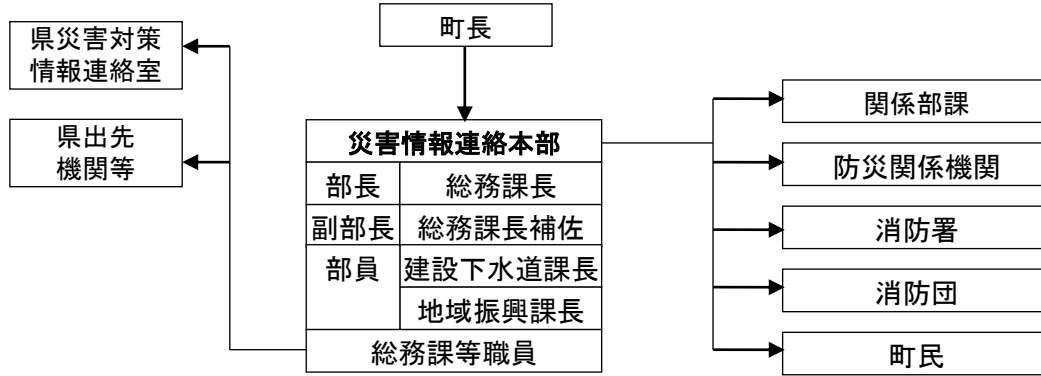 町長
県災害対策
情報連絡室
県出先
機関等
災害情報連絡本部
部長 総務課長
副部長 総務課長補佐
部員 建設下水道課長
地域振興課長
総務課等職員
関係部課
防災関係機関
消防署
消防団
町民